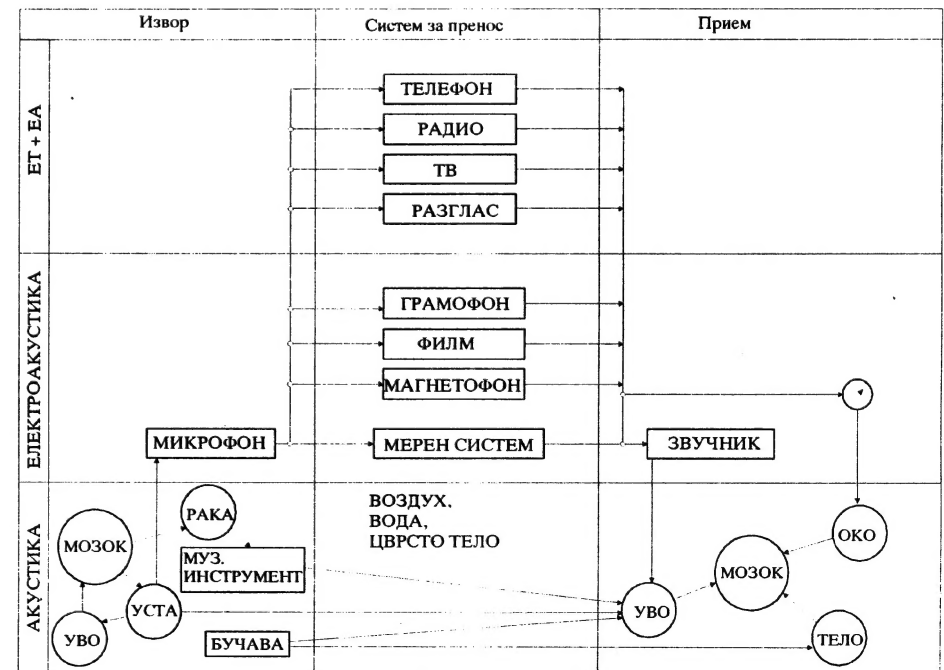 Извор
Систем за пренос
Прием
ЕТ + ЕА
ТЕЛЕФОН
РАДИО
ТВ
РАЗГЛАС
ЕЛЕКТРОАКУСТИКА
ГРАМОФОН
ФИЛМ
МАГНЕТОФОН
МИКРОФОН
МЕРЕН СИСТЕМ
ЗВУЧНИК
АКУСТИКА
РАКА
МОЗОК
МУЗ.
ИНСТРУМЕНТ
УСТА
УВО
БУЧАВА
ВОЗДУХ,
ВОДА,
ЦВРСТО ТЕЛО
ОКО
МОЗОК
УВО
ТЕЛО